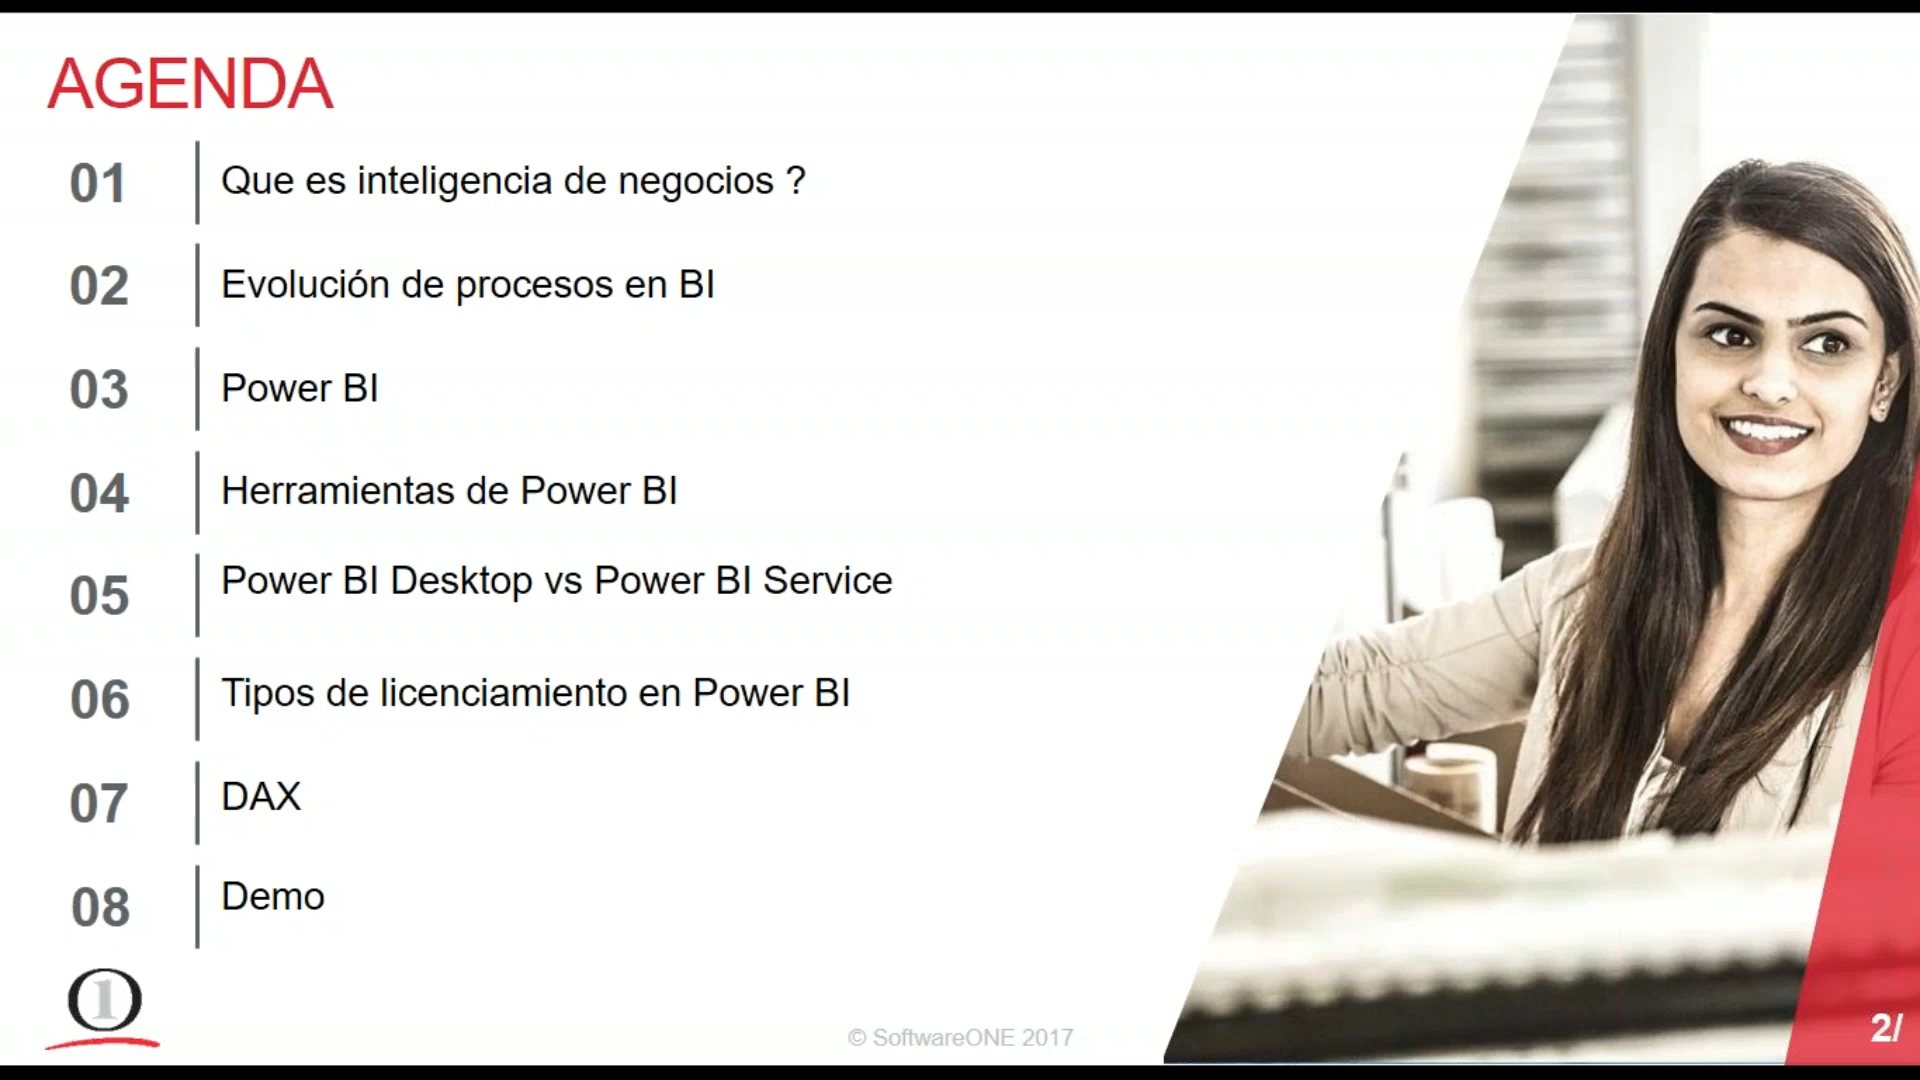 AGENDA
01 Que es inteligencia de negocios ?
02 Evolución de procesos en BI
03 Power BI
04 Herramientas de Power BI
05 Power BI Desktop vs Power BI Service
06 Tipos de licenciamiento en Power BI
07 DAX
08 Demo
1
© SoftwareONE 2017
2/